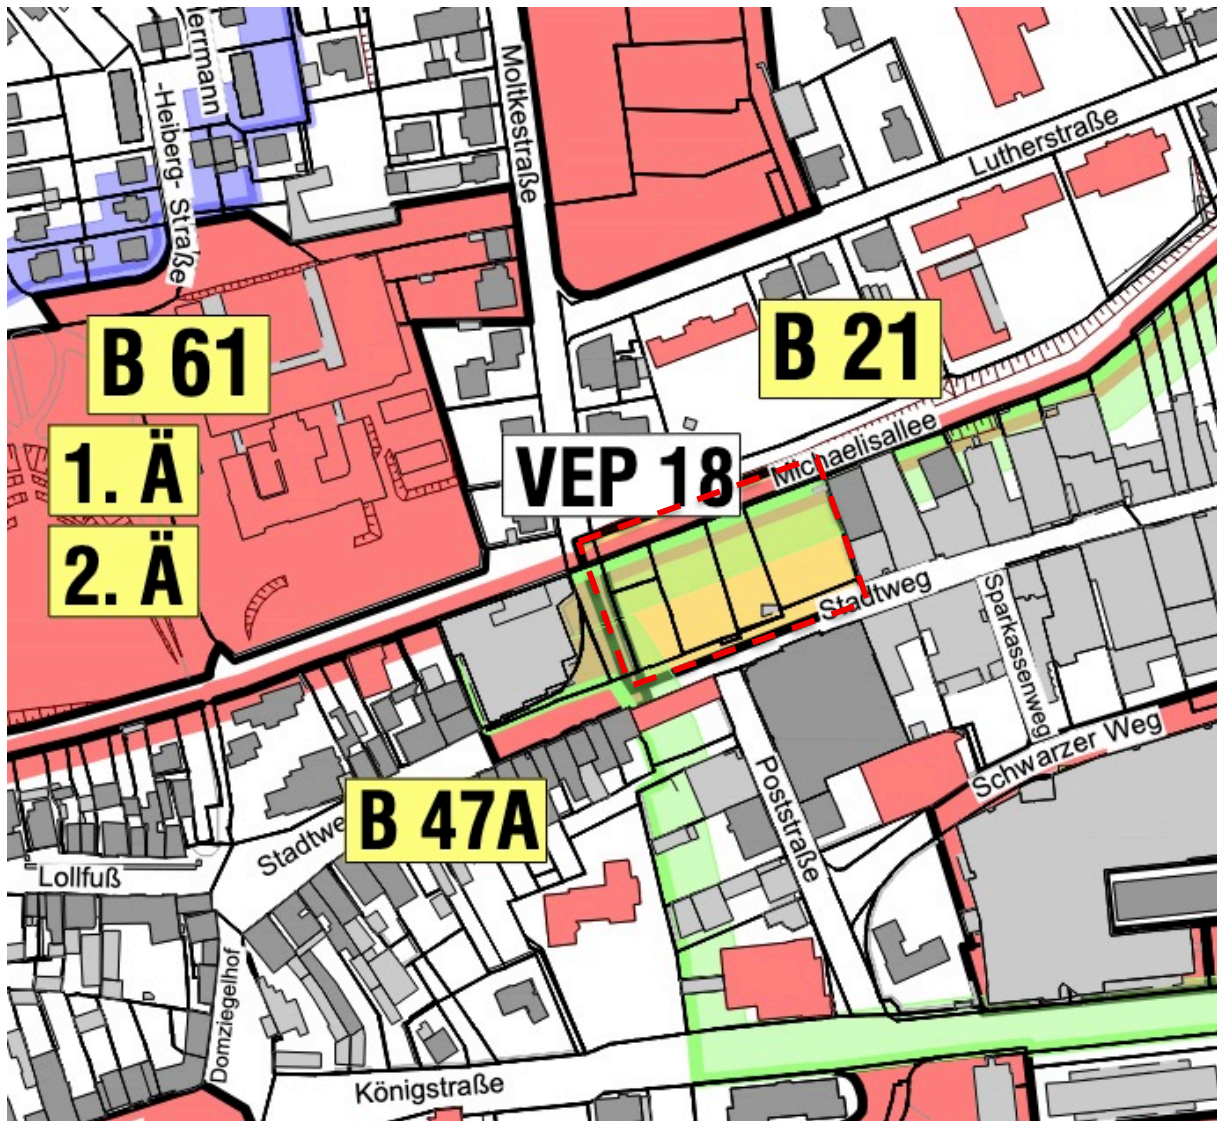 Herrmann
-Heiberg-
Straße
Moltkestraße
Lutherstraße
B 61
1. Ä
2. Ä
B 21
Michaelisallee
VEP 18
Stadtweg
Sparkassenweg
Schwarzer Weg
Poststraße
B 47A
Stadtwe
Lollfuß
Domziegelhof
Königstraße